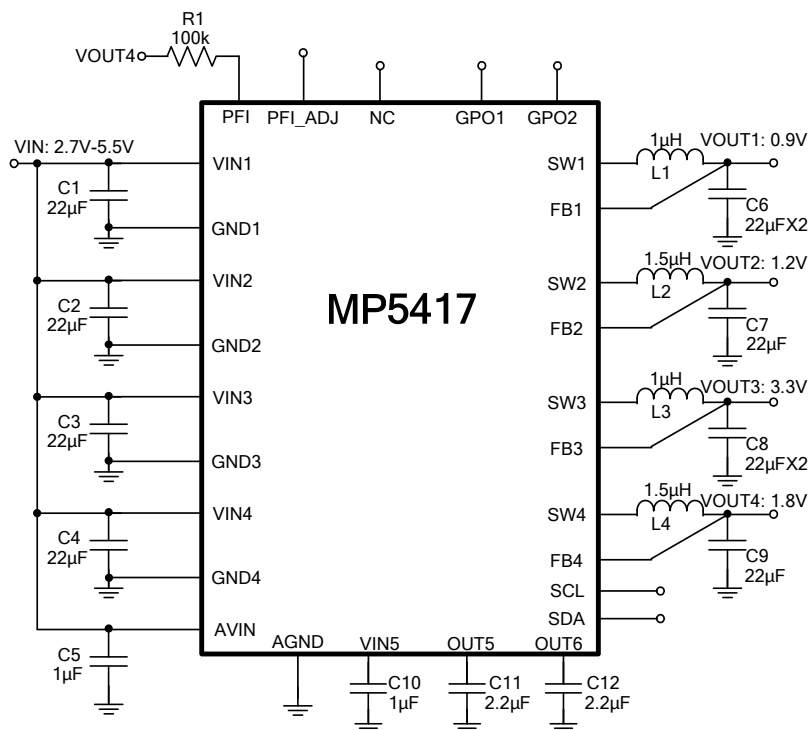 R1
100k
VOUT4
PFI
PFI_ADJ
NC
GPO1
GPO2
VIN: 2.7V-5.5V
VIN1
C1
22µF
GND1
VIN2
C2
22µF
GND2
VIN3
C3
22µF
GND3
VIN4
C4
22µF
GND4
AVIN
C5
1µF
MP5417
SW1
1µH
L1
VOUT1: 0.9V
FB1
C6
22µFX2
SW2
1.5µH
L2
VOUT2: 1.2V
FB2
C7
22µF
SW3
1µH
L3
VOUT3: 3.3V
FB3
C8
22µFX2
SW4
1.5µH
L4
VOUT4: 1.8V
FB4
C9
22µF
SCL
SDA
AGND
VIN5
OUT5
OUT6
C10
1µF
C11
2.2µF
C12
2.2µF